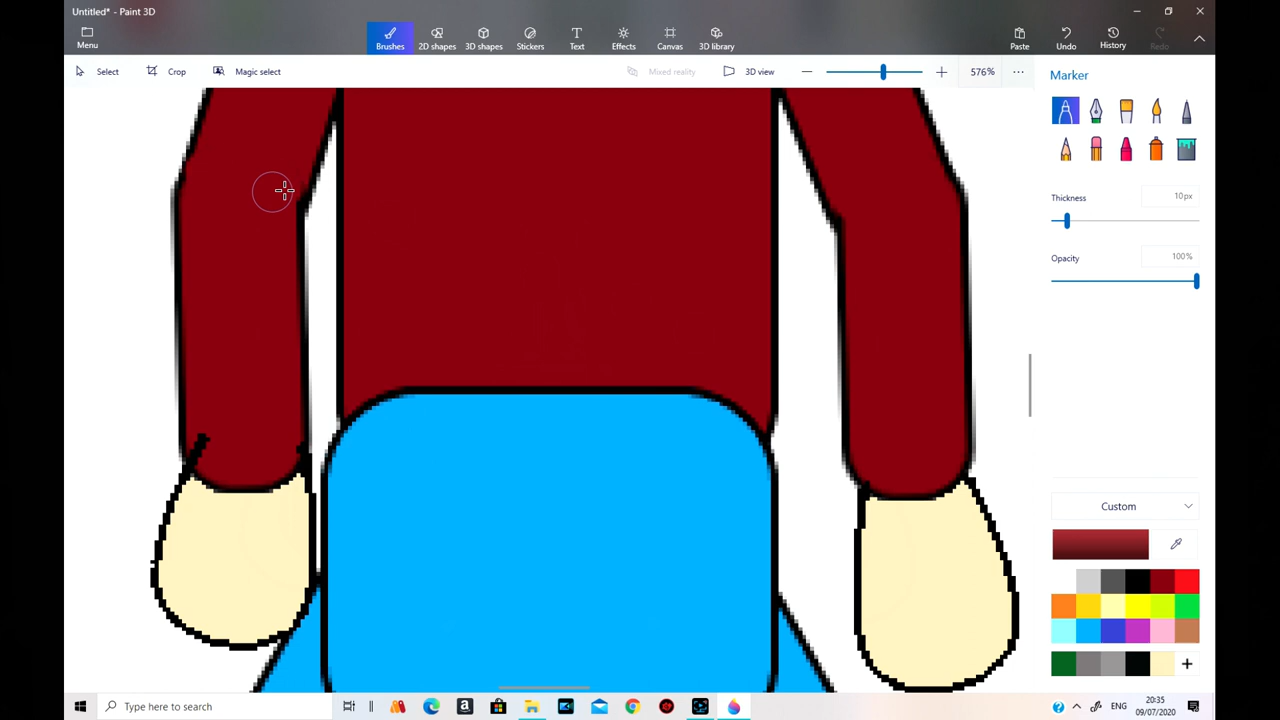 Untitled* - Paint 3D
Menu
Brushes
2D shapes
3D shapes
Stickers
Text
Effects
Canvas
3D library
Paste
Undo
History
Redo
Select
Crop
Magic select
Mixed reality
3D view
576%
Marker
Thickness
10px
Opacity
100%
Custom
Type here to search
ENG
20:35
09/07/2020